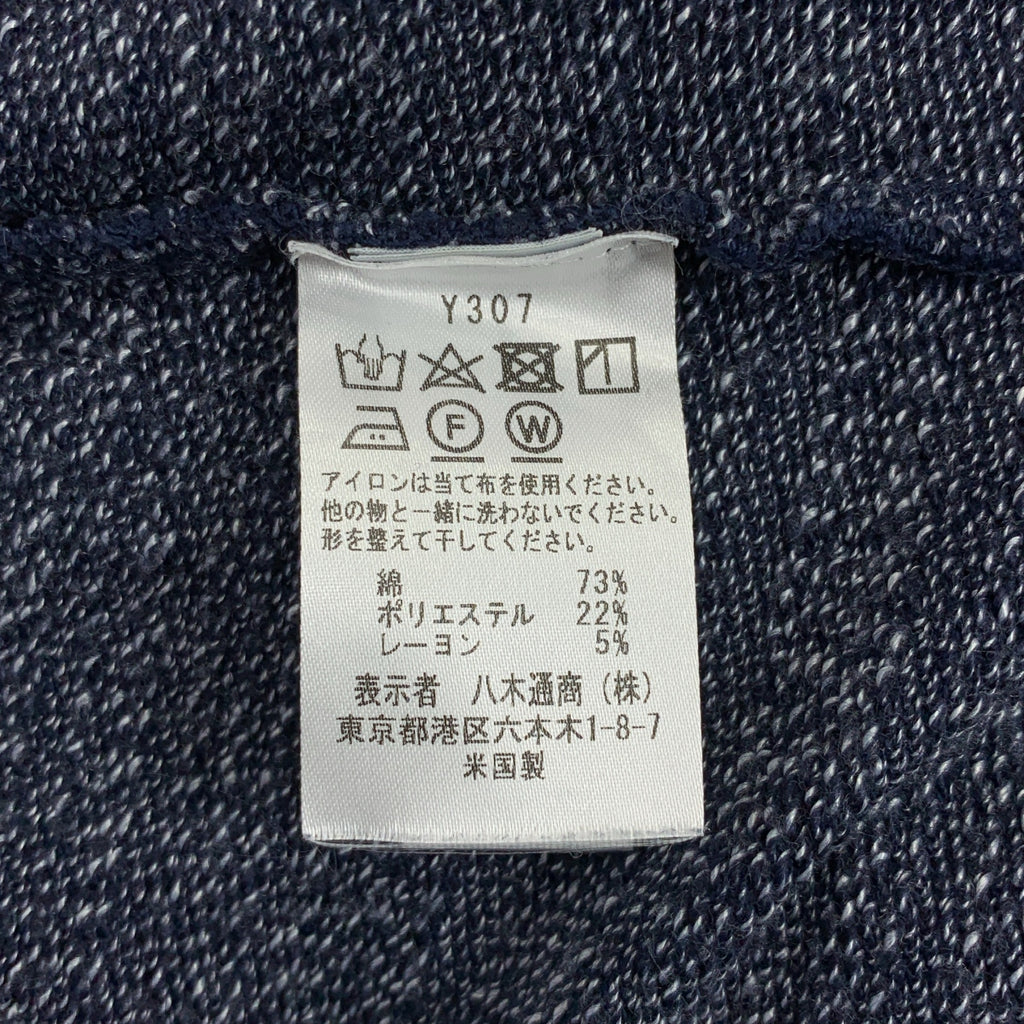 Y307
F W
アイロンは当て布を使用ください。
他の物と一緒に洗わないでください。
形を整えて干してください。
綿 73%
ポリエステル 22%
レーヨン 5%
表示者 八木通商(株)
東京都港区六本木1-8-7
米国製